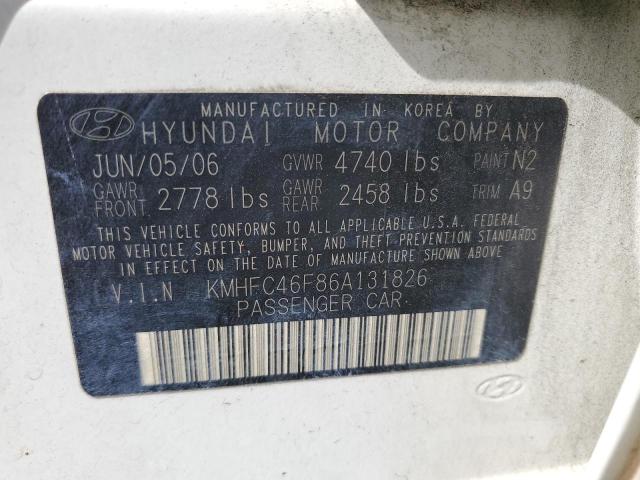 MANUFACTURED IN KOREA BY
HYUNDAI MOTOR COMPANY
JUN/05/06 GVWR 4740 lbs PAINT N2
GAWR FRONT 2778 lbs GAWR REAR 2458 lbs TRIM A9
THIS VEHICLE CONFORMS TO ALL APPLICABLE U.S.A. FEDERAL
MOTOR VEHICLE SAFETY, BUMPER, AND THEFT PREVENTION STANDARDS
IN EFFECT ON THE DATE OF MANUFACTURE SHOWN ABOVE
V.I.N KMHFC46F86A131826
PASSENGER CAR